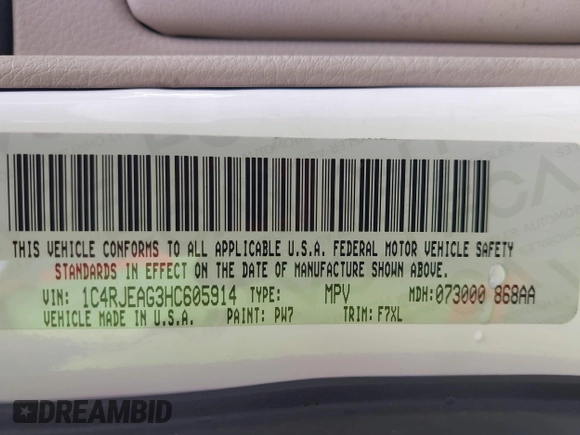 THIS VEHICLE CONFORMS TO ALL APPLICABLE U.S.A. FEDERAL MOTOR VEHICLE SAFETY
STANDARDS IN EFFECT ON THE DATE OF MANUFACTURE SHOWN ABOVE.
VIN: 1C4RJEAG3HC605914 TYPE: MPV MDH: 073000 868AA
VEHICLE MADE IN U.S.A. PAINT: PW7 TRIM: F7XL
DREAMBID